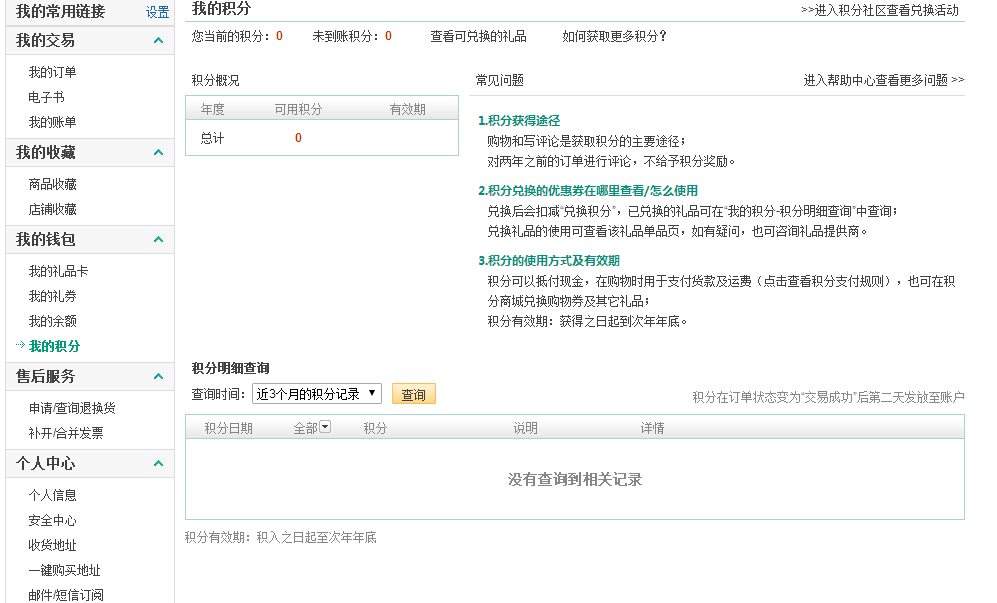 我的常用链接 设置
我的交易
我的订单
电子书
我的账单
我的收藏
商品收藏
店铺收藏
我的钱包
我的礼品卡
我的礼券
我的余额
我的积分
售后服务
申请/查询退换货
补开/合并发票
个人中心
个人信息
安全中心
收货地址
一键购买地址
邮件/短信订阅
我的积分 >>进入积分社区查看兑换活动
您当前的积分：0 未到账积分：0 查看可兑换的礼品 如何获取更多积分？
积分概况
年度 可用积分 有效期
总计 0
常见问题 进入帮助中心查看更多问题 >>
1.积分获得途径
购物和写评论是获取积分的主要途径；
对两年之前的订单进行评论，不给予积分奖励。
2.积分兑换的优惠券在哪里查看/怎么使用
兑换后会扣减“兑换积分”，已兑换的礼品可在“我的积分-积分明细查询”中查询；
兑换礼品的使用可查看该礼品单品页，如有疑问，也可咨询礼品提供商。
3.积分的使用方式及有效期
积分可以抵付现金，在购物时用于支付货款及运费（点击查看积分支付规则），也可在积
分商城兑换购物券及其它礼品；
积分有效期：获得之日起到次年年底。
积分明细查询
查询时间： 近3个月的积分记录 查询 积分在订单状态变为“交易成功”后第二天发放至账户
积分日期 全部 积分 说明 详情
没有查询到相关记录
积分有效期：积入之日起至次年年底